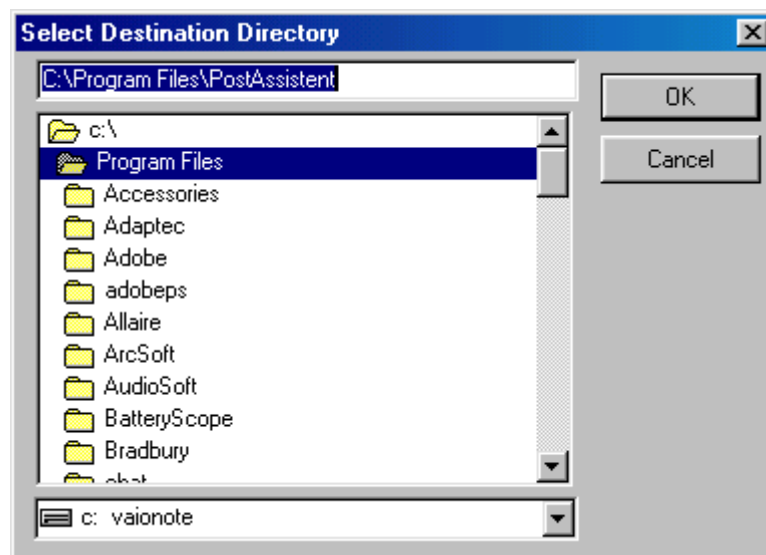 Select Destination Directory
C:\Program Files\PostAssistent
OK
c:\
Program Files
Cancel
Accessories
Adaptec
Adobe
adobeps
Allaire
ArcSoft
AudioSoft
BatteryScope
Bradbury
c: vaionote